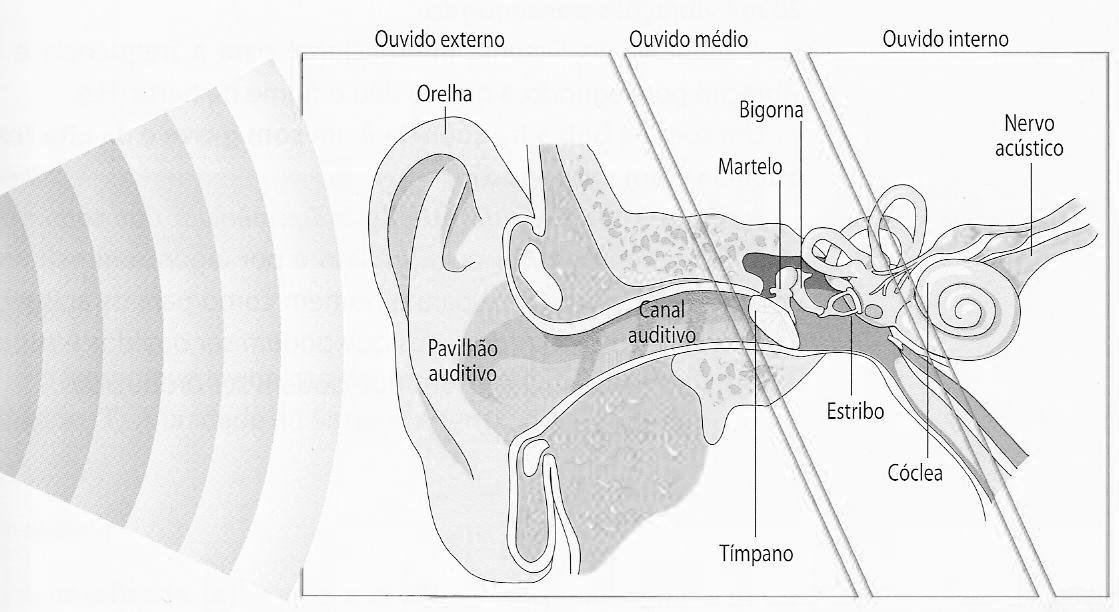 Ouvido externo
Ouvido médio
Ouvido interno
Orelha
Bigorna
Martelo
Nervo
acústico
Canal
auditivo
Pavilhão
auditivo
Estribo
Cóclea
Tímpano